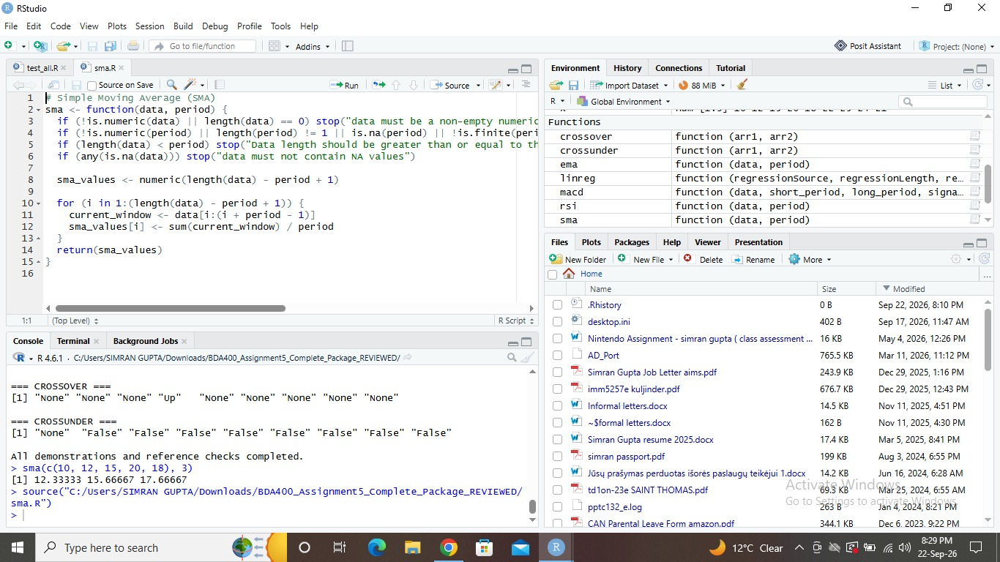 RStudio
File Edit Code View Plots Session Build Debug Profile Tools Help
Go to file/function Addins Posit Assistant Project: (None)
test_all.R sma.R
Source on Save Run Source
1 # Simple Moving Average (SMA)
2 sma <- function(data, period) {
3 if (!is.numeric(data) || length(data) == 0) stop("data must be a non-empty numeric
4 if (!is.numeric(period) || length(period) != 1 || is.na(period) || !is.finite(peri
5 if (length(data) < period) stop("Data length should be greater than or equal to th
6 if (any(is.na(data))) stop("data must not contain NA values")
7
8 sma_values <- numeric(length(data) - period + 1)
9
10 for (i in 1:(length(data) - period + 1)) {
11 current_window <- data[i:(i + period - 1)]
12 sma_values[i] <- sum(current_window) / period
13 }
14 return(sma_values)
15 }
16
1:1 (Top Level) R Script
Console Terminal Background Jobs
R 4.6.1 · C:/Users/SIMRAN GUPTA/Downloads/BDA400_Assignment5_Complete_Package_REVIEWED/
=== CROSSOVER ===
[1] "None" "None" "None" "Up" "None" "None" "None" "None" "None"
=== CROSSUNDER ===
[1] "None" "False" "False" "False" "False" "False" "False" "False" "False"
All demonstrations and reference checks completed.
> sma(c(10, 12, 15, 20, 18), 3)
[1] 12.33333 15.66667 17.66667
> source("C:/Users/SIMRAN GUPTA/Downloads/BDA400_Assignment5_Complete_Package_REVIEWED/
sma.R")
>
Environment History Connections Tutorial
Import Dataset 88 MiB List
R Global Environment
Functions
crossover function (arr1, arr2)
crossunder function (arr1, arr2)
ema function (data, period)
linreg function (regressionSource, regressionLength, re…
macd function (data, short_period, long_period, signa…
rsi function (data, period)
sma function (data, period)
Files Plots Packages Help Viewer Presentation
New Folder New File Delete Rename More
Home ...
Name Size Modified
.Rhistory 0 B Sep 22, 2026, 8:10 PM
desktop.ini 402 B Sep 17, 2026, 11:47 AM
Nintendo Assignment - simran gupta ( class assessment ... 16 KB May 4, 2026, 12:26 PM
AD_Port 765.5 KB Mar 11, 2026, 11:12 PM
Simran Gupta Job Letter aims.pdf 243.9 KB Dec 29, 2025, 1:16 PM
imm5257e kuljinder.pdf 676.7 KB Dec 29, 2025, 12:43 PM
Informal letters.docx 14.5 KB Nov 11, 2025, 4:51 PM
~$formal letters.docx 162 B Nov 11, 2025, 4:30 PM
Simran Gupta resume 2025.docx 17.4 KB Mar 5, 2025, 8:41 PM
simran passport.pdf 199 KB Aug 3, 2024, 6:55 PM
Jūsų prašymas perduotas išorės paslaugų teikėjui 1.docx 14.2 KB Jun 16, 2024, 6:28 AM
td1on-23e SAINT THOMAS.pdf 69.3 KB Mar 25, 2024, 6:55 AM
pptc132_e.log 263 B Jan 4, 2024, 8:21 PM
CAN Parental Leave Form amazon.pdf 344.1 KB Dec 6, 2023, 9:22 PM
Activate Windows
Go to Settings to activate Windows.
Type here to search
12°C Clear
8:29 PM
22-Sep-26